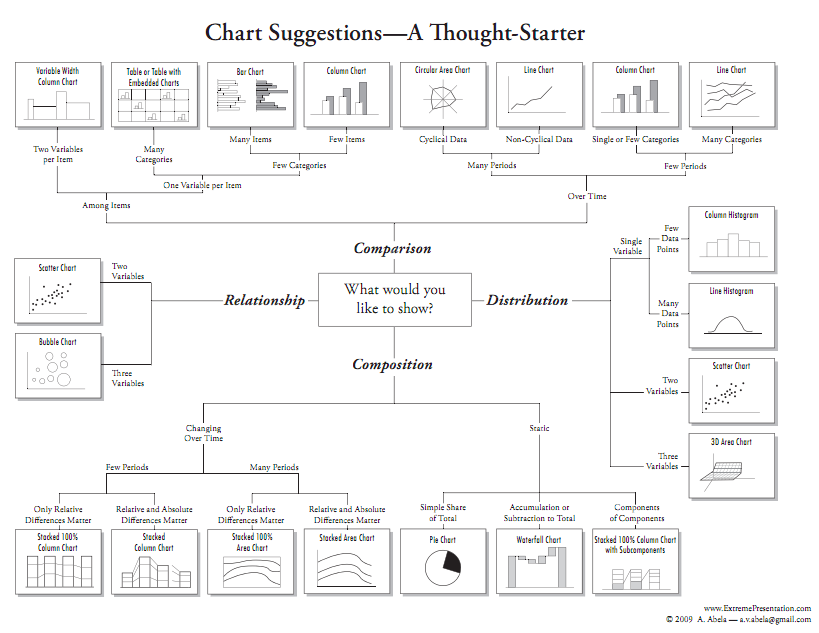 Chart Suggestions—A Thought-Starter
Variable Width
Column Chart
Table or Table with
Embedded Charts
Bar Chart
Column Chart
Circular Area Chart
Line Chart
Column Chart
Line Chart
Two Variables
per Item
Many
Categories
Many Items
Few Items
Cyclical Data
Non-Cyclical Data
Single or Few Categories
Many Categories
Few Categories
Many Periods
Few Periods
One Variable per Item
Among Items
Over Time
Comparison
What would you
like to show?
Relationship
Two
Variables
Scatter Chart
Three
Variables
Bubble Chart
Distribution
Single
Variable
Few
Data
Points
Column Histogram
Many
Data
Points
Line Histogram
Two
Variables
Scatter Chart
Three
Variables
3D Area Chart
Composition
Changing
Over Time
Static
Few Periods
Many Periods
Only Relative
Differences Matter
Relative and Absolute
Differences Matter
Only Relative
Differences Matter
Relative and Absolute
Differences Matter
Simple Share
of Total
Accumulation or
Subtraction to Total
Components
of Components
Stacked 100%
Column Chart
Stacked
Column Chart
Stacked 100%
Area Chart
Stacked Area Chart
Pie Chart
Waterfall Chart
Stacked 100% Column Chart
with Subcomponents
www.ExtremePresentation.com
© 2009 A. Abela — a.v.abela@gmail.com